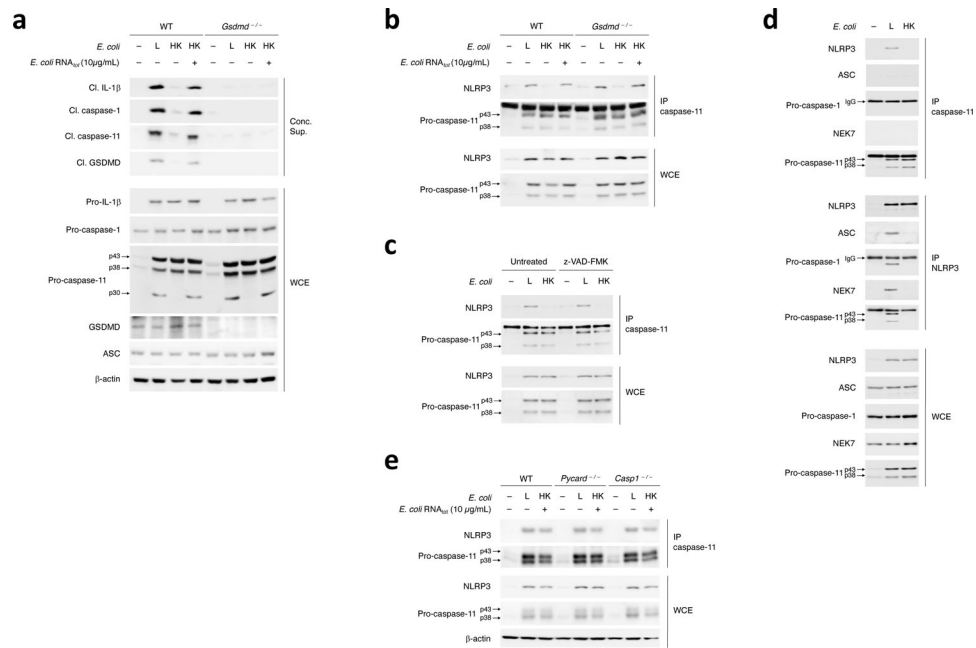 a
WT Gsdmd −/−
E. coli – L HK HK – L HK HK
E. coli RNAtot (10µg/mL) + +
Cl. IL-1β
Cl. caspase-1
Cl. caspase-11
Cl. GSDMD
Conc. Sup.
Pro-IL-1β
Pro-caspase-1
Pro-caspase-11
p43
p38
p30
GSDMD
ASC
β-actin
WCE
b
WT Gsdmd −/−
E. coli – L HK HK – L HK HK
E. coli RNAtot (10µg/mL) + +
NLRP3
Pro-caspase-11
p43
p38
IP caspase-11
NLRP3
Pro-caspase-11
p43
p38
WCE
c
Untreated z-VAD-FMK
E. coli – L HK – L HK
NLRP3
Pro-caspase-11
p43
p38
IP caspase-11
NLRP3
Pro-caspase-11
p43
p38
WCE
d
E. coli – L HK
NLRP3
ASC
Pro-caspase-1 IgG
NEK7
Pro-caspase-11
p43
p38
IP caspase-11
NLRP3
ASC
Pro-caspase-1 IgG
NEK7
Pro-caspase-11
p43
p38
IP NLRP3
NLRP3
ASC
Pro-caspase-1
NEK7
Pro-caspase-11
p43
p38
WCE
e
WT Pycard −/− Casp1 −/−
E. coli – L HK – L HK – L HK
E. coli RNAtot (10 µg/mL) – – + – – + – – +
NLRP3
Pro-caspase-11
p43
p38
IP caspase-11
NLRP3
Pro-caspase-11
p43
p38
β-actin
WCE